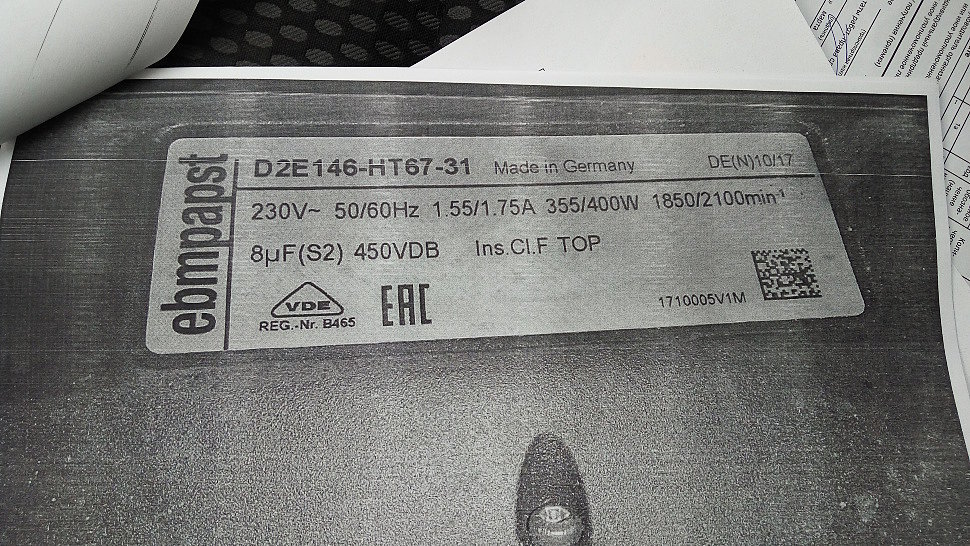 ebmpapst
D2E146-HT67-31 Made in Germany DE(N)10/17
230V~ 50/60Hz 1.55/1.75A 355/400W 1850/2100min⁻¹
8µF(S2) 450VDB Ins.Cl.F TOP
VDE
REG.-Nr. B465
EAC
1710005V1M